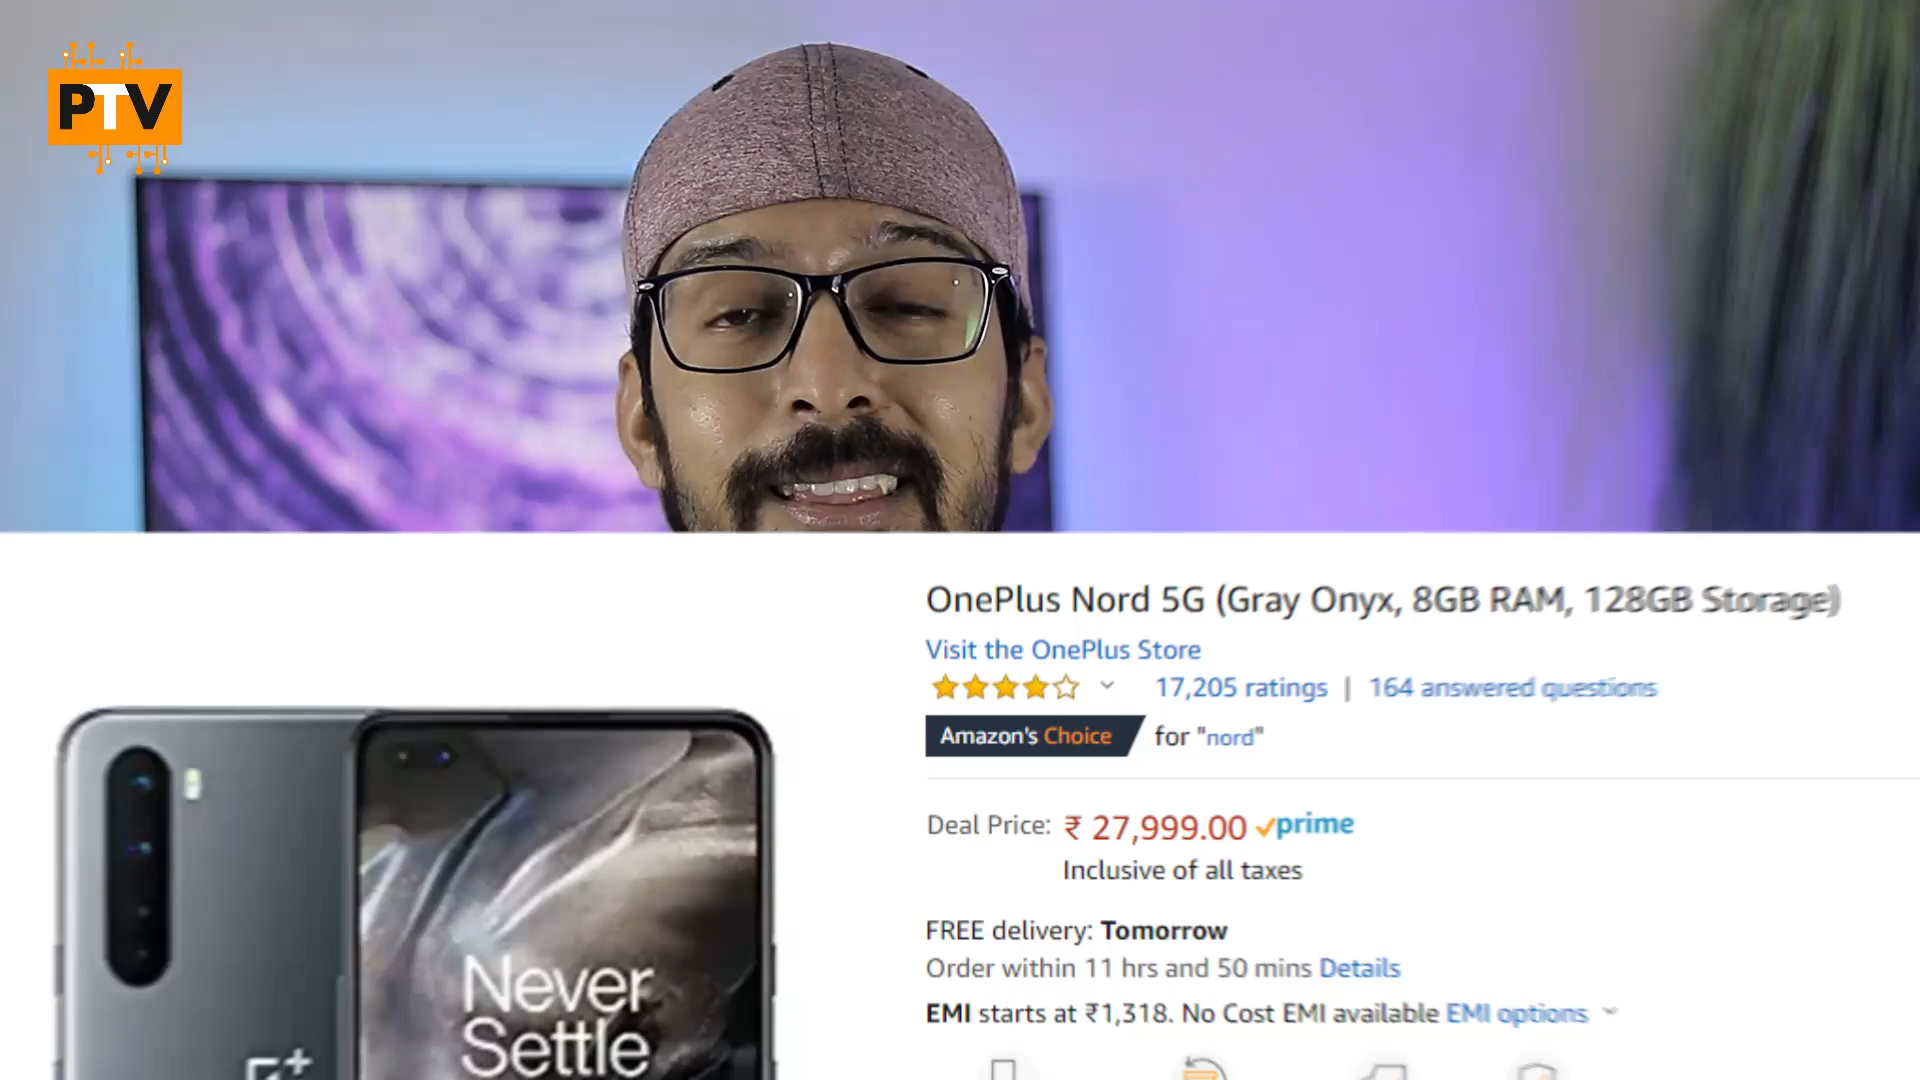 PTV
OnePlus Nord 5G (Gray Onyx, 8GB RAM, 128GB Storage)
Visit the OnePlus Store
17,205 ratings | 164 answered questions
Amazon's Choice for "nord"
Deal Price: ₹ 27,999.00 prime
Inclusive of all taxes
FREE delivery: Tomorrow
Order within 11 hrs and 50 mins Details
EMI starts at ₹1,318. No Cost EMI available EMI options
Never
Settle